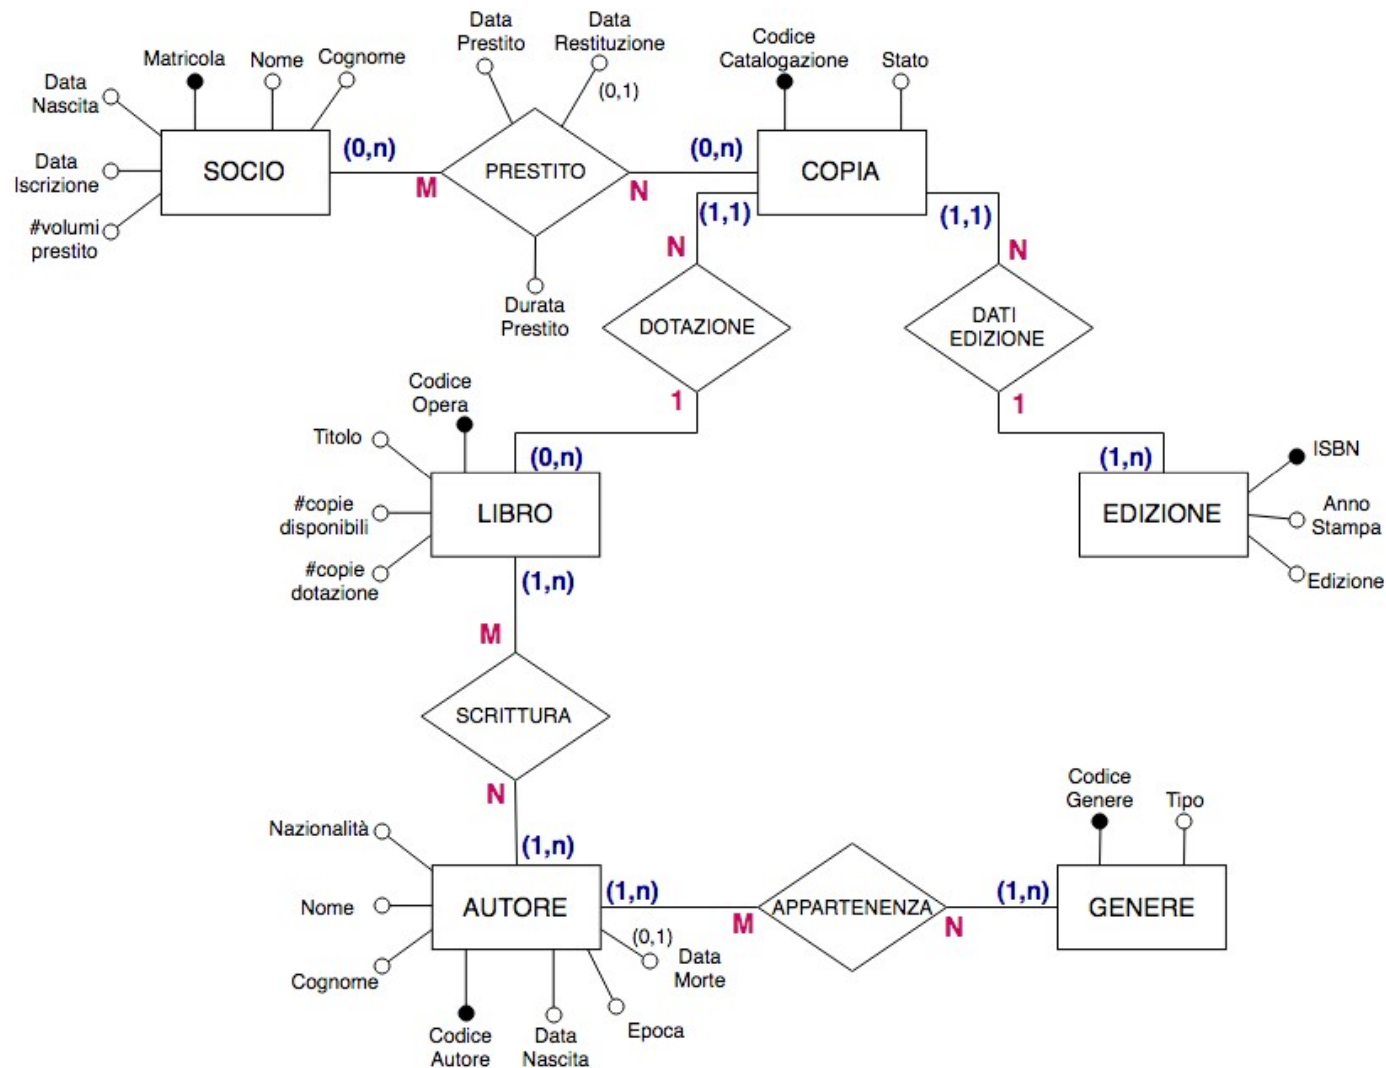 Data
Prestito
Data
Restituzione
(0,1)
Codice
Catalogazione
Stato
Matricola
Nome
Cognome
Data
Nascita
Data
Iscrizione
#volumi
prestito
SOCIO
(0,n)
M
PRESTITO
N
(0,n)
COPIA
(1,1)
(1,1)
N
N
Durata
Prestito
DOTAZIONE
DATI
EDIZIONE
1
1
Codice
Opera
Titolo
#copie
disponibili
#copie
dotazione
(0,n)
LIBRO
(1,n)
(1,n)
EDIZIONE
ISBN
Anno
Stampa
Edizione
M
SCRITTURA
N
(1,n)
Nazionalità
Nome
Cognome
AUTORE
(1,n)
M
APPARTENENZA
N
(1,n)
GENERE
Codice
Genere
Tipo
(0,1)
Data
Morte
Codice
Autore
Data
Nascita
Epoca